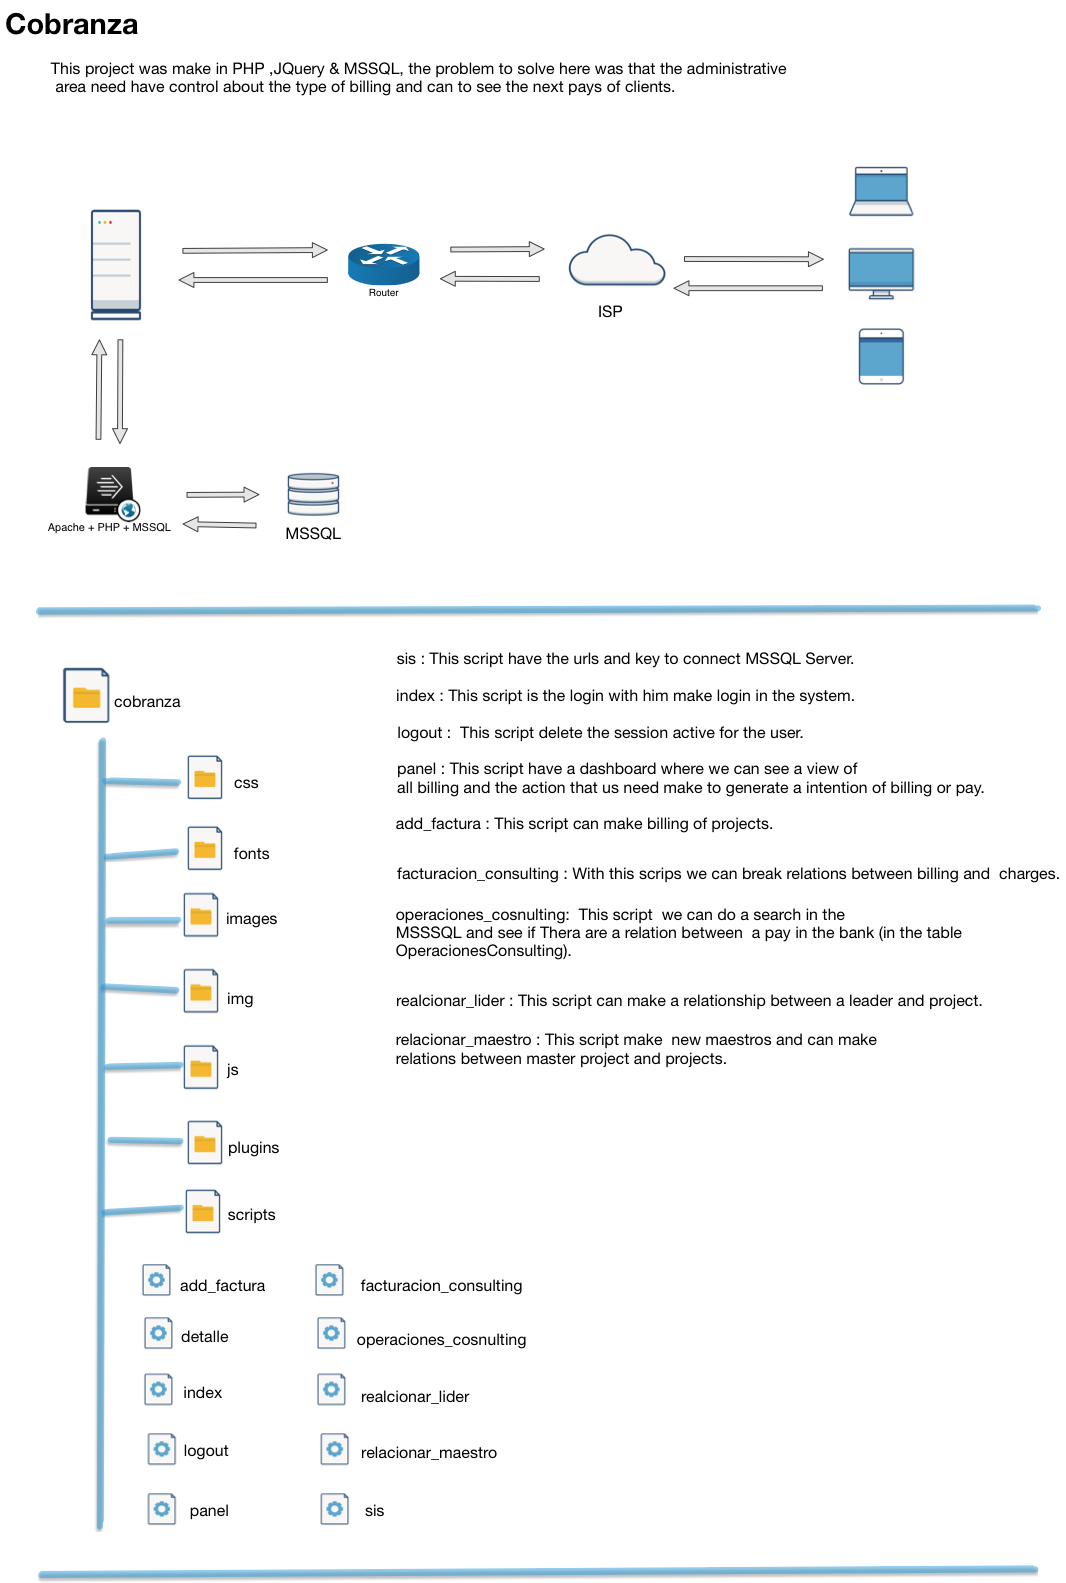 Cobranza
This project was make in PHP ,JQuery & MSSQL, the problem to solve here was that the administrative
area need have control about the type of billing and can to see the next pays of clients.
Router
ISP
Apache + PHP + MSSQL
MSSQL
sis : This script have the urls and key to connect MSSQL Server.
index : This script is the login with him make login in the system.
logout :  This script delete the session active for the user.
panel : This script have a dashboard where we can see a view of
all billing and the action that us need make to generate a intention of billing or pay.
add_factura : This script can make billing of projects.
facturacion_consulting : With this scrips we can break relations between billing and  charges.
operaciones_cosnulting:  This script  we can do a search in the
MSSSQL and see if Thera are a relation between  a pay in the bank (in the table
OperacionesConsulting).
realcionar_lider : This script can make a relationship between a leader and project.
relacionar_maestro : This script make  new maestros and can make
relations between master project and projects.
cobranza
css
fonts
images
img
js
plugins
scripts
add_factura
facturacion_consulting
detalle
operaciones_cosnulting
index
realcionar_lider
logout
relacionar_maestro
panel
sis